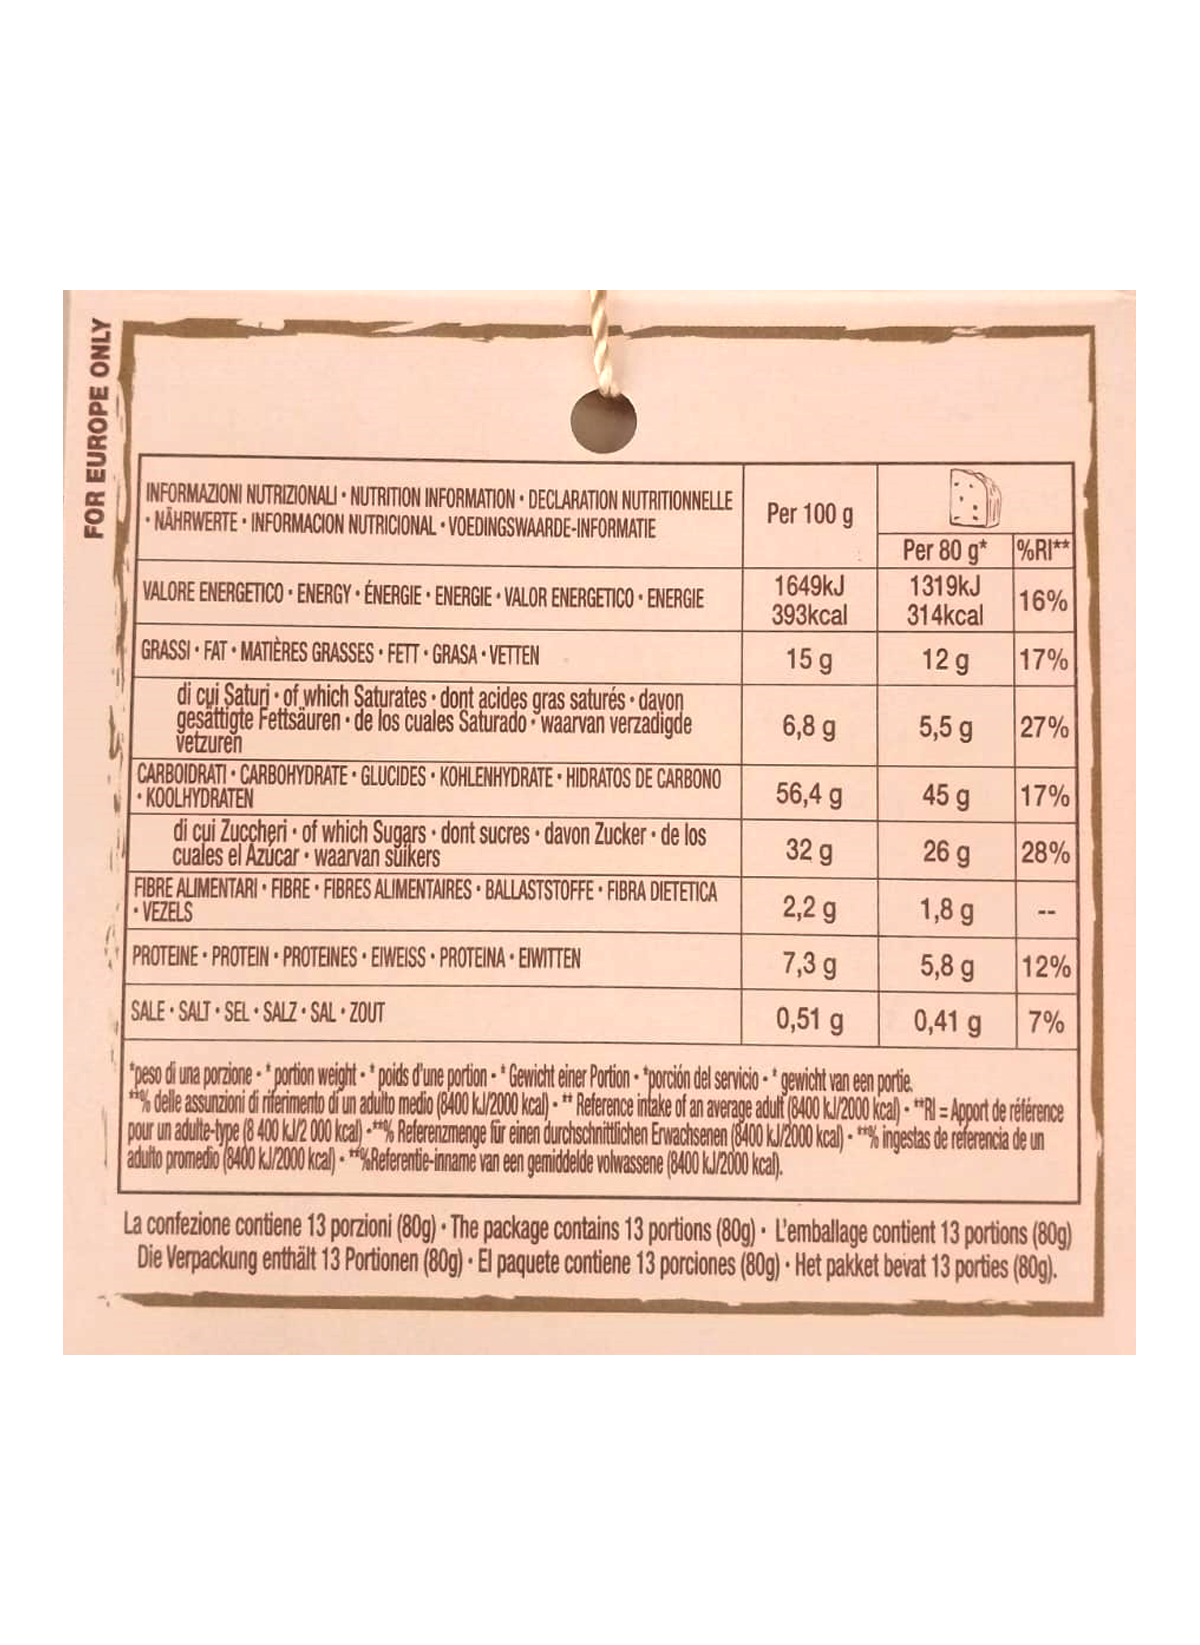 FOR EUROPE ONLY
INFORMAZIONI NUTRIZIONALI • NUTRITION INFORMATION • DECLARATION NUTRITIONNELLE
• NÄHRWERTE • INFORMACION NUTRICIONAL • VOEDINGSWAARDE-INFORMATIE
Per 100 g
Per 80 g* %RI**
VALORE ENERGETICO • ENERGY • ÉNERGIE • ENERGIE • VALOR ENERGETICO • ENERGIE
1649kJ 1319kJ
393kcal 314kcal
16%
GRASSI • FAT • MATIÈRES GRASSES • FETT • GRASA • VETTEN 15 g 12 g 17%
di cui Saturi • of which Saturates • dont acides gras saturés • davon
gesättigte Fettsäuren • de los cuales Saturado • waarvan verzadigde
vetzuren
6,8 g 5,5 g 27%
CARBOIDRATI • CARBOHYDRATE • GLUCIDES • KOHLENHYDRATE • HIDRATOS DE CARBONO
• KOOLHYDRATEN
56,4 g 45 g 17%
di cui Zuccheri • of which Sugars • dont sucres • davon Zucker • de los
cuales el Azúcar • waarvan suikers
32 g 26 g 28%
FIBRE ALIMENTARI • FIBRE • FIBRES ALIMENTAIRES • BALLASTSTOFFE • FIBRA DIETETICA
• VEZELS
2,2 g 1,8 g --
PROTEINE • PROTEIN • PROTEINES • EIWEISS • PROTEINA • EIWITTEN 7,3 g 5,8 g 12%
SALE • SALT • SEL • SALZ • SAL • ZOUT 0,51 g 0,41 g 7%
*peso di una porzione - * portion weight - * poids d'une portion - * Gewicht einer Portion - *porción del servicio - * gewicht van een portie.
**% delle assunzioni di riferimento di un adulto medio (8400 kJ/2000 kcal) - ** Reference intake of an average adult (8400 kJ/2000 kcal) - **RI = Apport de référence
pour un adulte-type (8 400 kJ/2 000 kcal) -**% Referenzmenge für einen durchschnittlichen Erwachsenen (8400 kJ/2000 kcal) - **% ingestas de referencia de un
adulto promedio (8400 kJ/2000 kcal) - **%Referentie-inname van een gemiddelde volwassene (8400 kJ/2000 kcal).
La confezione contiene 13 porzioni (80g) • The package contains 13 portions (80g) • L'emballage contient 13 portions (80g)
Die Verpackung enthält 13 Portionen (80g) • El paquete contiene 13 porciones (80g) • Het pakket bevat 13 porties (80g).